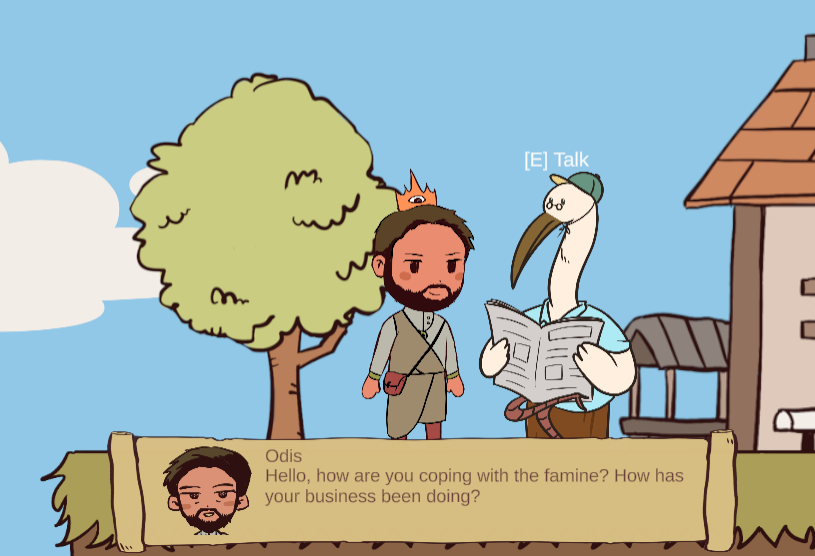 [E] Talk
Odis
Hello, how are you coping with the famine? How has
your business been doing?